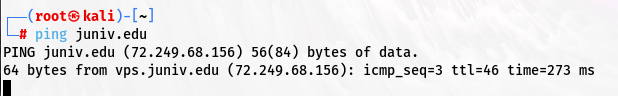 (root㉿kali)-[~]
# ping juniv.edu
PING juniv.edu (72.249.68.156) 56(84) bytes of data.
64 bytes from vps.juniv.edu (72.249.68.156): icmp_seq=3 ttl=46 time=273 ms